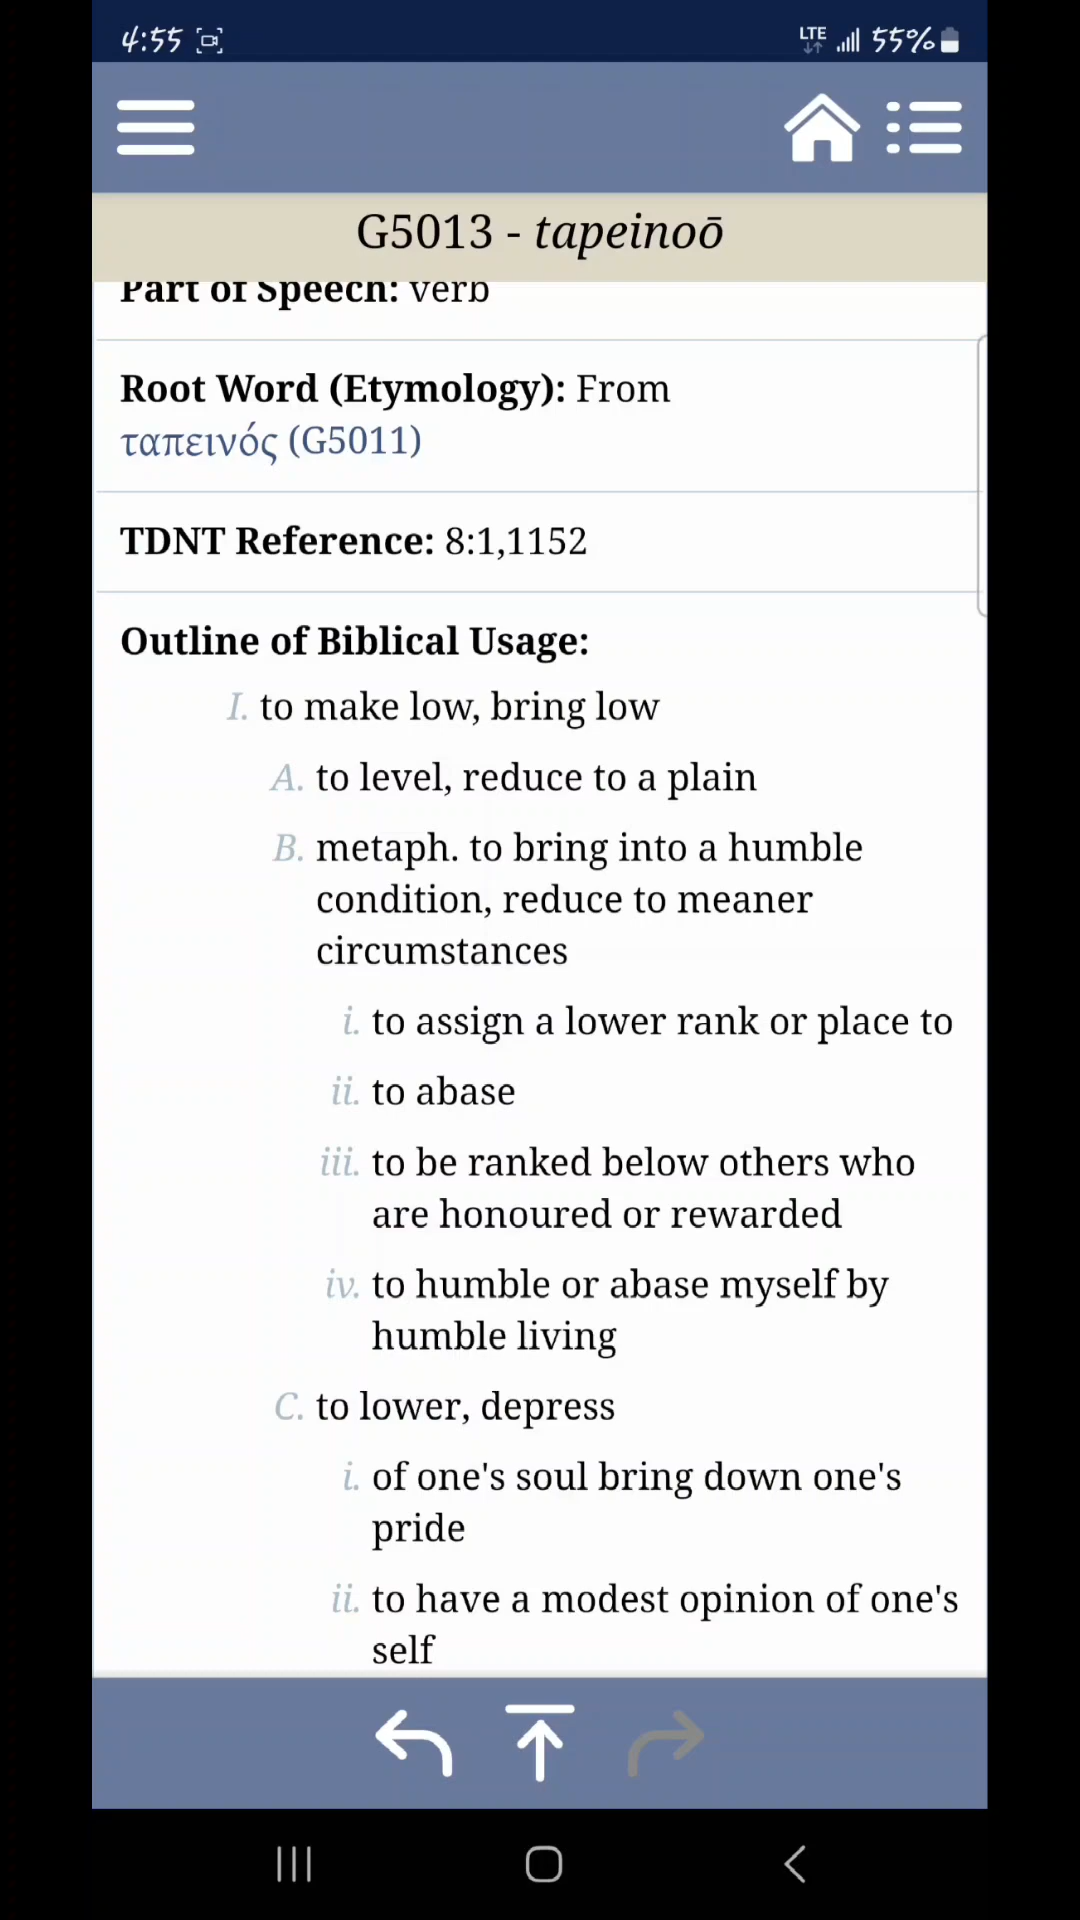 4:55 LTE 55%
G5013 - tapeinoō
Part of Speech: verb
Root Word (Etymology): From
ταπεινός (G5011)
TDNT Reference: 8:1,1152
Outline of Biblical Usage:
I. to make low, bring low
A. to level, reduce to a plain
B. metaph. to bring into a humble
condition, reduce to meaner
circumstances
i. to assign a lower rank or place to
ii. to abase
iii. to be ranked below others who
are honoured or rewarded
iv. to humble or abase myself by
humble living
C. to lower, depress
i. of one's soul bring down one's
pride
ii. to have a modest opinion of one's
self